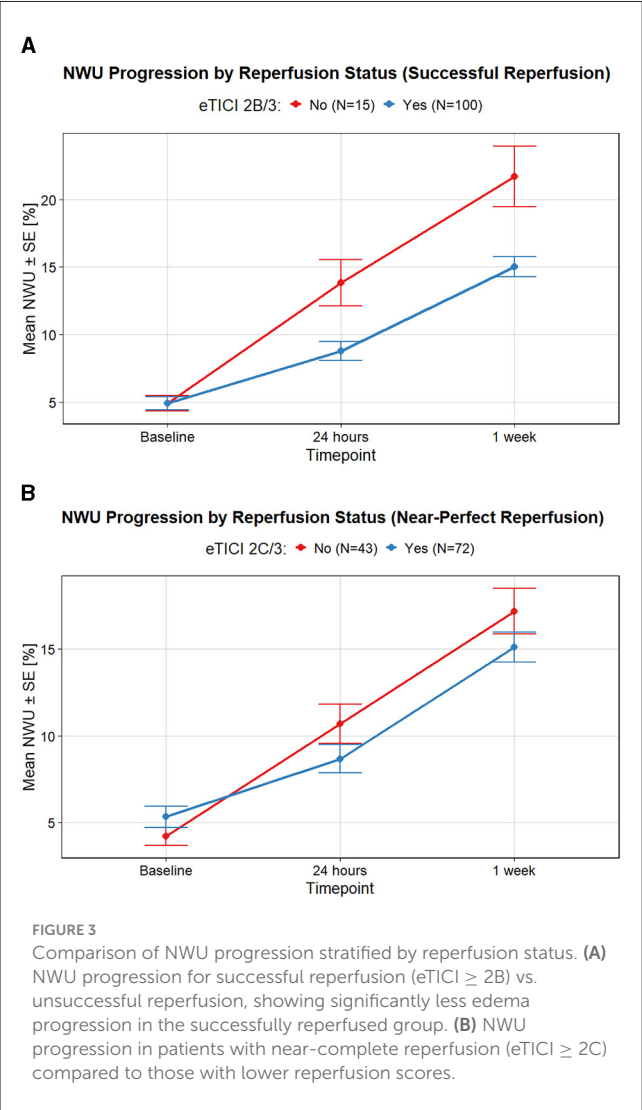 A
NWU Progression by Reperfusion Status (Successful Reperfusion)
eTICI 2B/3: No (N=15) Yes (N=100)
Mean NWU ± SE [%]
20
15
10
5
Baseline 24 hours 1 week
Timepoint
B
NWU Progression by Reperfusion Status (Near-Perfect Reperfusion)
eTICI 2C/3: No (N=43) Yes (N=72)
Mean NWU ± SE [%]
15
10
5
Baseline 24 hours 1 week
Timepoint
FIGURE 3
Comparison of NWU progression stratified by reperfusion status. (A)
NWU progression for successful reperfusion (eTICI ≥ 2B) vs.
unsuccessful reperfusion, showing significantly less edema
progression in the successfully reperfused group. (B) NWU
progression in patients with near-complete reperfusion (eTICI ≥ 2C)
compared to those with lower reperfusion scores.